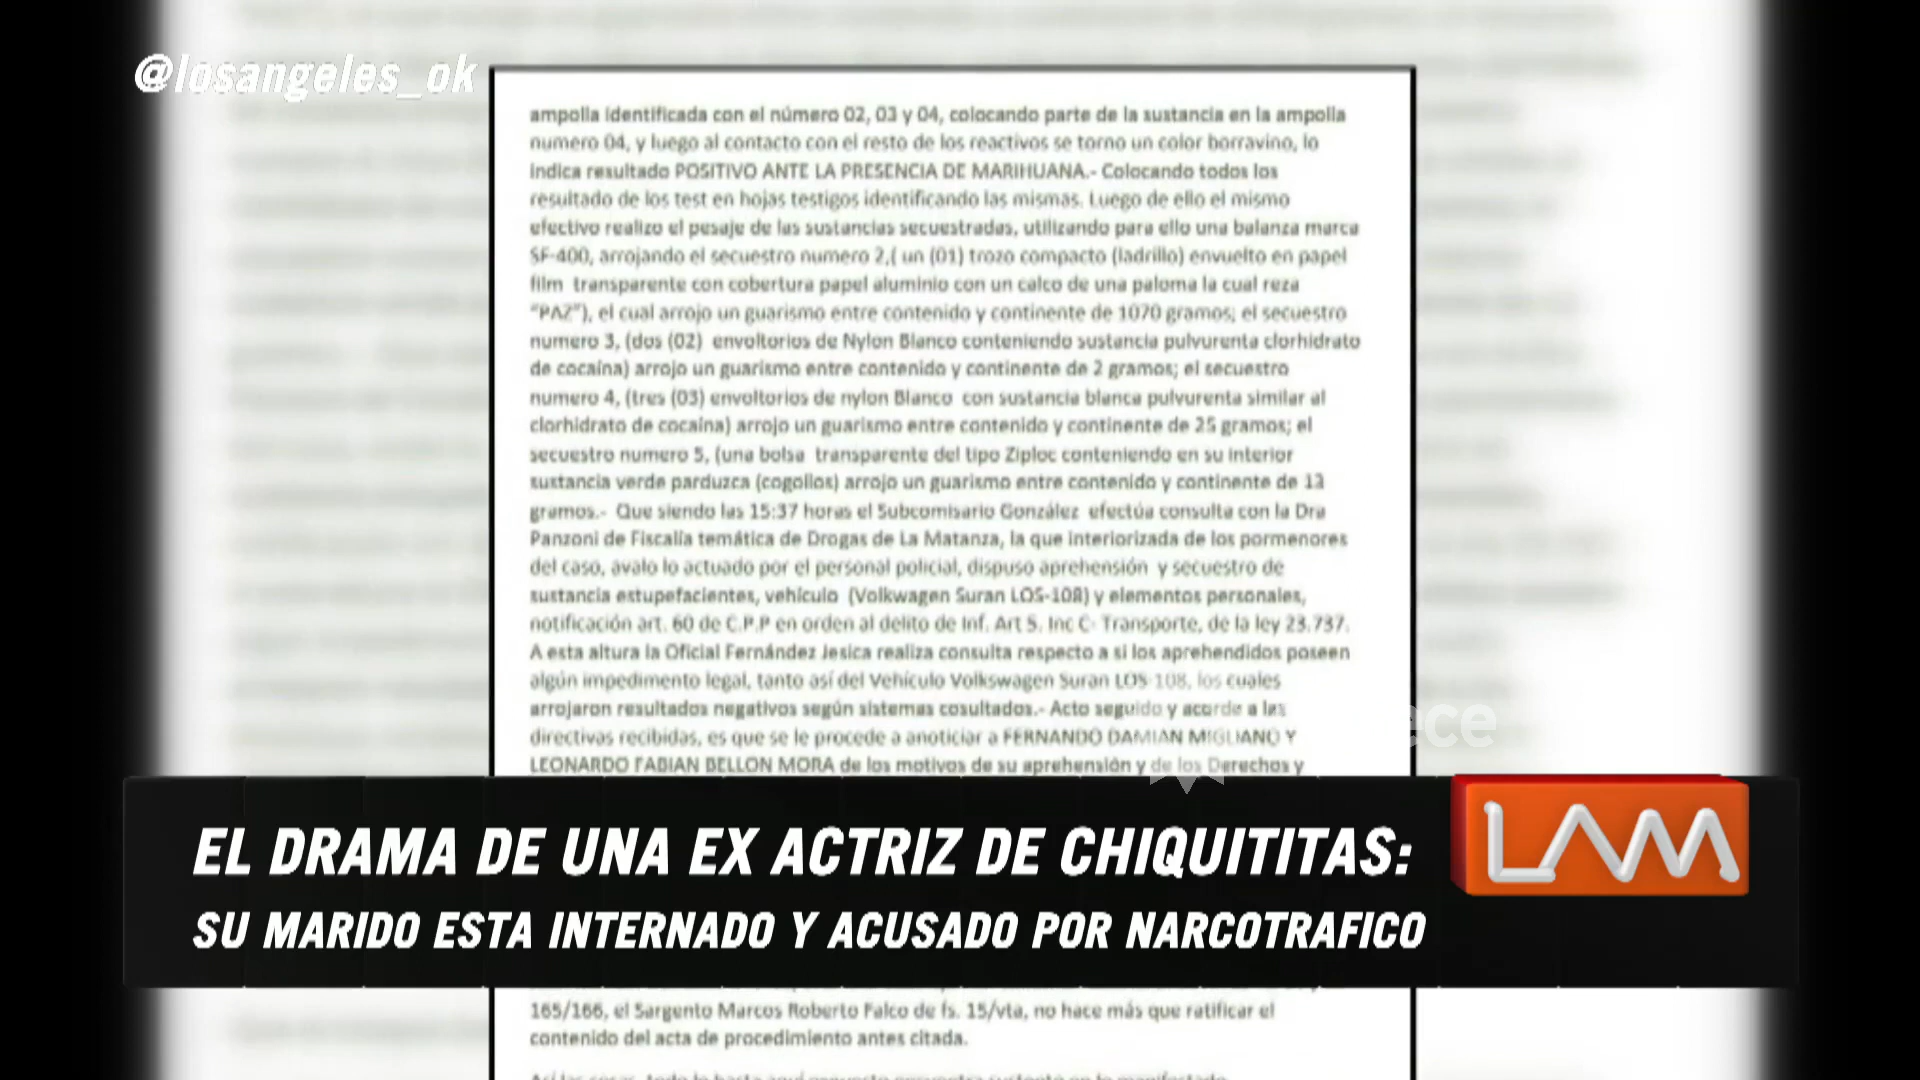 @losangeles_ok
ampolla identificada con el número 02, 03 y 04, colocando parte de la sustancia en la ampolla
numero 04, y luego al contacto con el resto de los reactivos se torno un color borravino, lo
indica resultado POSITIVO ANTE LA PRESENCIA DE MARIHUANA.- Colocando todos los
resultado de los test en hojas testigos identificando las mismas. Luego de ello el mismo
efectivo realizo el pesaje de las sustancias secuestradas, utilizando para ello una balanza marca
SF-400, arrojando el secuestro numero 2,( un (01) trozo compacto (ladrillo) envuelto en papel
film transparente con cobertura papel aluminio con un calco de una paloma la cual reza
"PAZ"), el cual arrojo un guarismo entre contenido y continente de 1070 gramos; el secuestro
numero 3, (dos (02) envoltorios de Nylon Blanco conteniendo sustancia pulvurenta clorhidrato
de cocaína) arrojo un guarismo entre contenido y continente de 2 gramos; el secuestro
numero 4, (tres (03) envoltorios de nylon Blanco con sustancia blanca pulvurenta similar al
clorhidrato de cocaína) arrojo un guarismo entre contenido y continente de 25 gramos; el
secuestro numero 5, (una bolsa transparente del tipo Ziploc conteniendo en su interior
sustancia verde parduzca (cogollos) arrojo un guarismo entre contenido y continente de 13
gramos.- Que siendo las 15:37 horas el Subcomisario González efectúa consulta con la Dra
Panzoni de Fiscalía temática de Drogas de La Matanza, la que interiorizada de los pormenores
del caso, avalo lo actuado por el personal policial, dispuso aprehensión y secuestro de
sustancia estupefacientes, vehículo (Volkwagen Suran LOS-108) y elementos personales,
notificación art. 60 de C.P.P en orden al delito de Inf. Art 5. Inc C- Transporte, de la ley 23.737.
A esta altura la Oficial Fernández Jesica realiza consulta respecto a si los aprehendidos poseen
algún impedimento legal, tanto así del Vehículo Volkswagen Suran LOS-108, los cuales
arrojaron resultados negativos según sistemas cosultados.- Acto seguido y acorde a las
directivas recibidas, es que se le procede a anoticiar a FERNANDO DAMIAN MIGLIANO Y
LEONARDO FABIAN BELLON MORA de los motivos de su aprehensión y de los Derechos y
EL DRAMA DE UNA EX ACTRIZ DE CHIQUITITAS:
LAM
SU MARIDO ESTA INTERNADO Y ACUSADO POR NARCOTRAFICO
165/166, el Sargento Marcos Roberto Falco de fs. 15/vta, no hace más que ratificar el
contenido del acta de procedimiento antes citada.